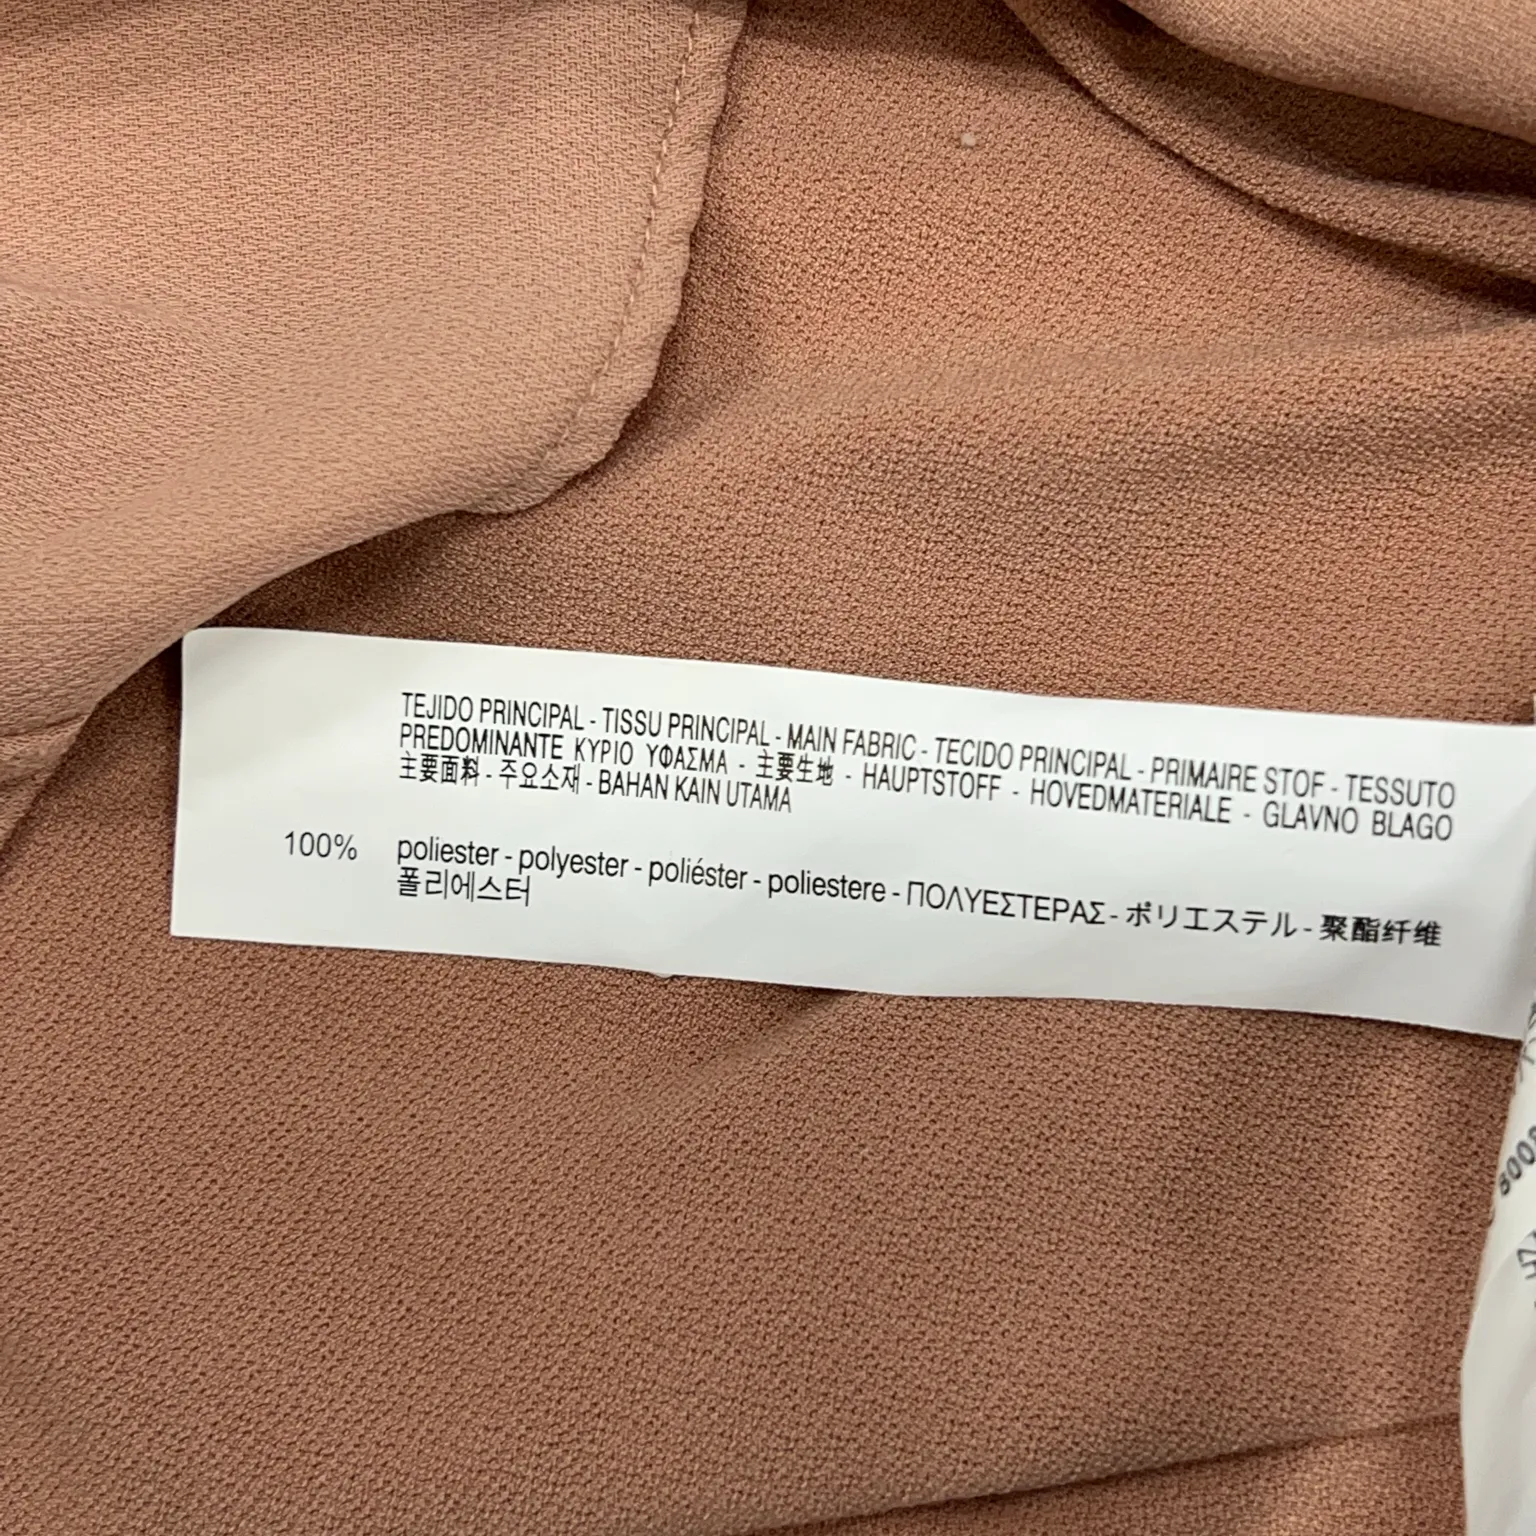 TEJIDO PRINCIPAL - TISSU PRINCIPAL - MAIN FABRIC - TECIDO PRINCIPAL - PRIMAIRE STOF - TESSUTO
PREDOMINANTE ΚΥΡΙΟ ΥΦΑΣΜΑ - 主要生地 - HAUPTSTOFF - HOVEDMATERIALE - GLAVNO BLAGO
主要面料 - 주요소재 - BAHAN KAIN UTAMA
100% poliester - polyester - poliéster - poliestere - ΠΟΛΥΕΣΤΕΡΑΣ - ポリエステル - 聚酯纤维
폴리에스터